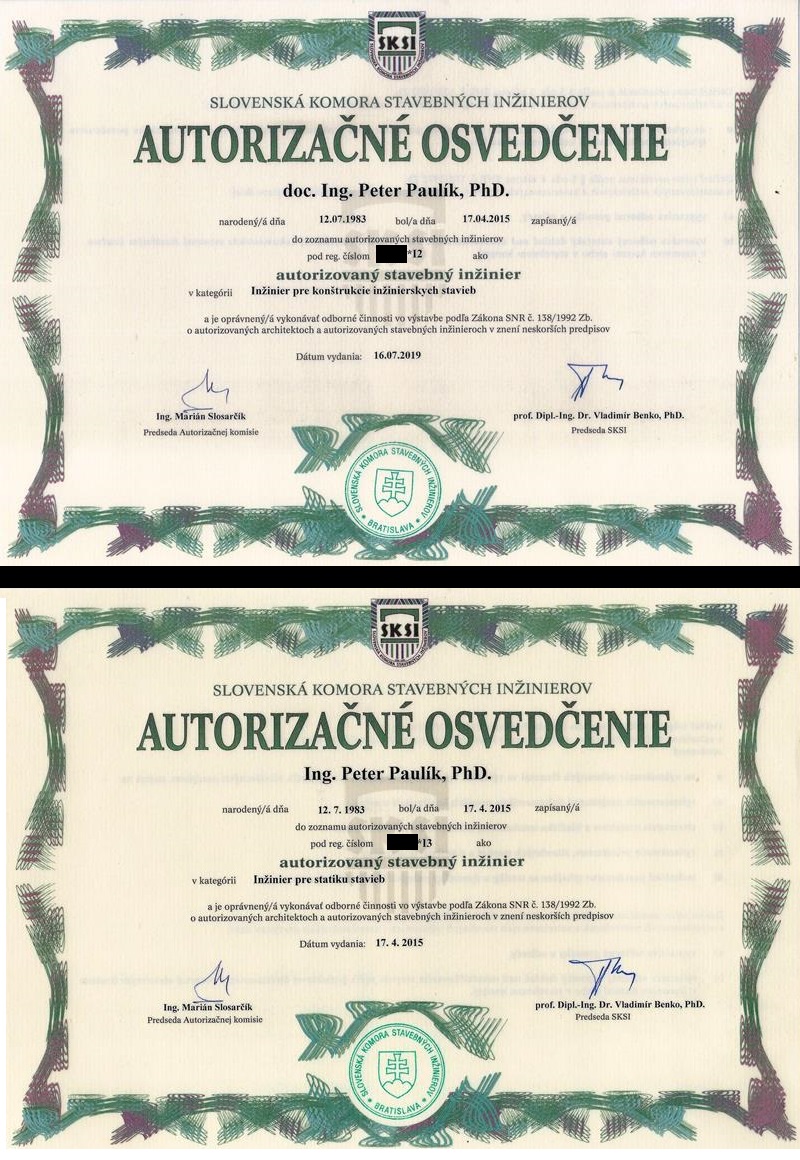 SKSI
SLOVENSKÁ KOMORA STAVEBNÝCH INŽINIEROV
AUTORIZAČNÉ OSVEDČENIE
doc. Ing. Peter Paulík, PhD.
narodený/á dňa 12.07.1983 bol/a dňa 17.04.2015 zapísaný/á
do zoznamu autorizovaných stavebných inžinierov
pod reg. číslom *12 ako
autorizovaný stavebný inžinier
v kategórii Inžinier pre konštrukcie inžinierskych stavieb
a je oprávnený/á vykonávať odborné činnosti vo výstavbe podľa Zákona SNR č. 138/1992 Zb.
o autorizovaných architektoch a autorizovaných stavebných inžinieroch v znení neskorších predpisov
Dátum vydania: 16.07.2019
Ing. Marián Slosarčík prof. Dipl.-Ing. Dr. Vladimír Benko, PhD.
Predseda Autorizačnej komisie Predseda SKSI
SLOVENSKÁ KOMORA STAVEBNÝCH INŽINIEROV
BRATISLAVA
SKSI
SLOVENSKÁ KOMORA STAVEBNÝCH INŽINIEROV
AUTORIZAČNÉ OSVEDČENIE
Ing. Peter Paulík, PhD.
narodený/á dňa 12. 7. 1983 bol/a dňa 17. 4. 2015 zapísaný/á
do zoznamu autorizovaných stavebných inžinierov
pod reg. číslom *13 ako
autorizovaný stavebný inžinier
v kategórii Inžinier pre statiku stavieb
a je oprávnený/á vykonávať odborné činnosti vo výstavbe podľa Zákona SNR č. 138/1992 Zb.
o autorizovaných architektoch a autorizovaných stavebných inžinieroch v znení neskorších predpisov
Dátum vydania: 17. 4. 2015
Ing. Marián Slosarčík prof. Dipl.-Ing. Dr. Vladimír Benko, PhD.
Predseda Autorizačnej komisie Predseda SKSI
SLOVENSKÁ KOMORA STAVEBNÝCH INŽINIEROV
BRATISLAVA